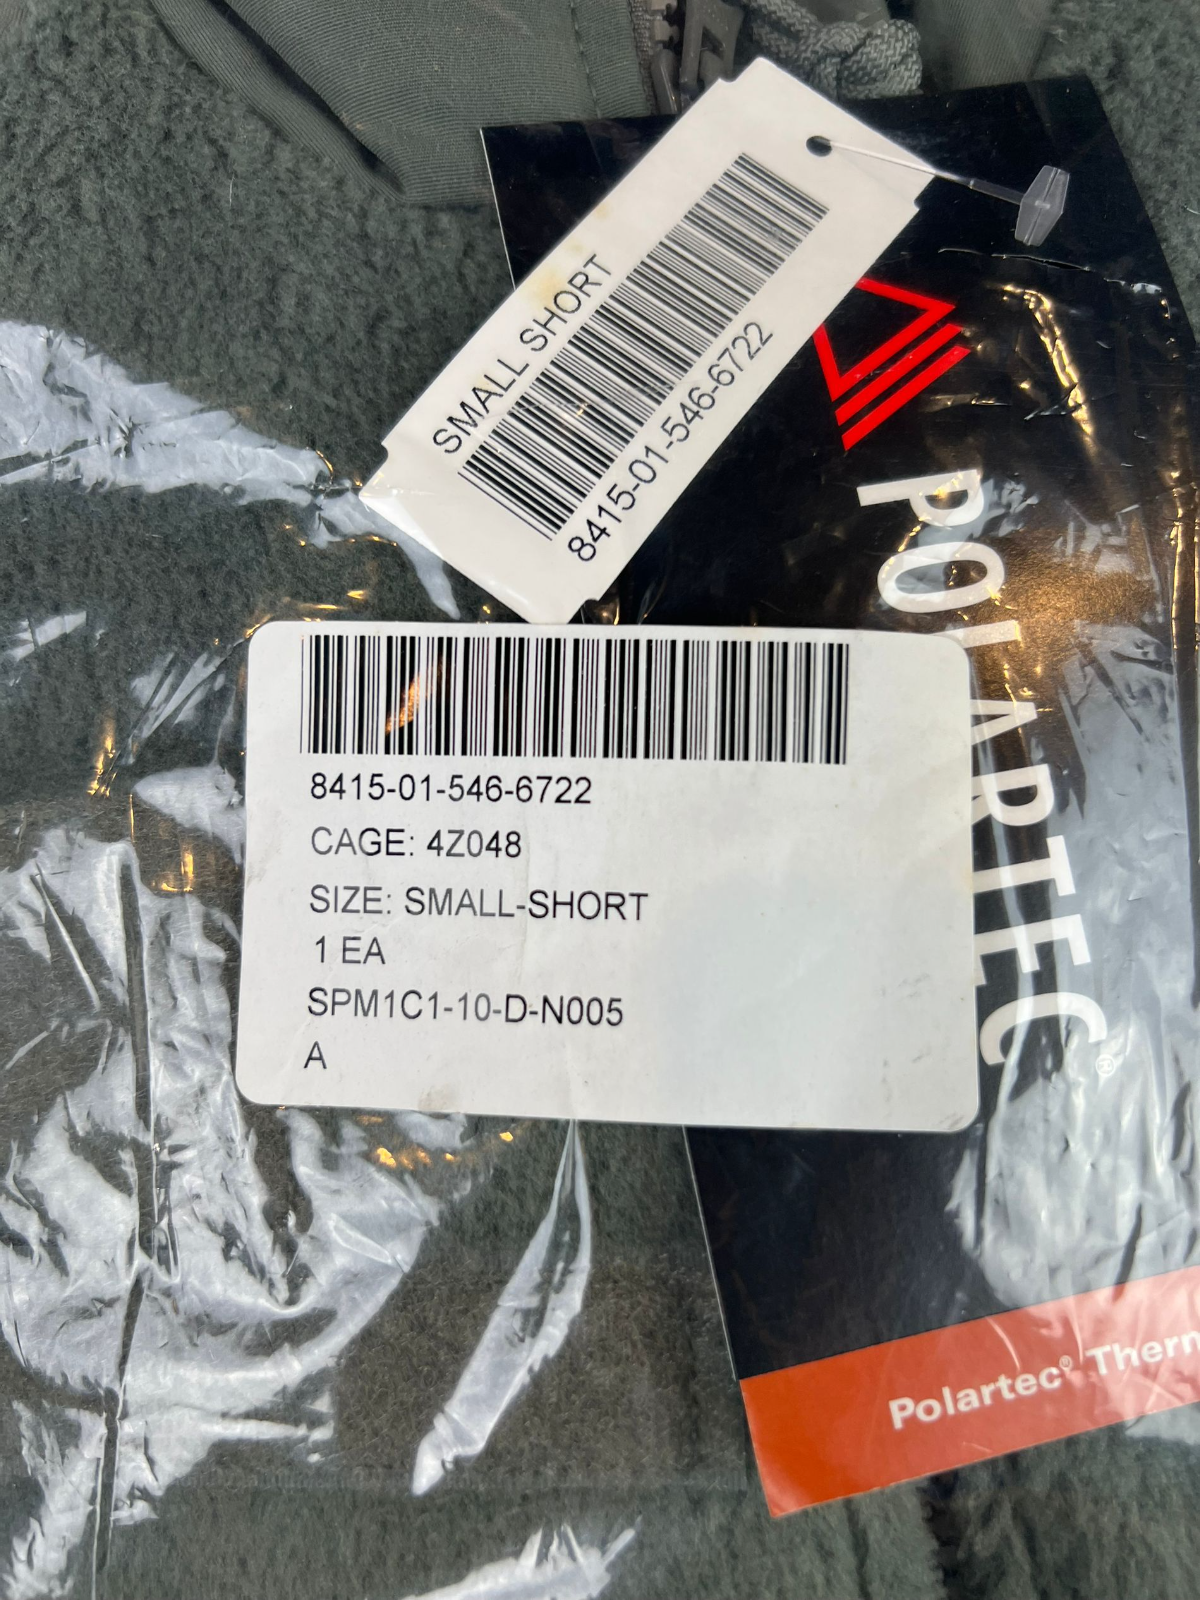 SMALL SHORT
8415-01-546-6722
POLARTEC®
8415-01-546-6722
CAGE: 4Z048
SIZE: SMALL-SHORT
1 EA
SPM1C1-10-D-N005
A
Polartec®